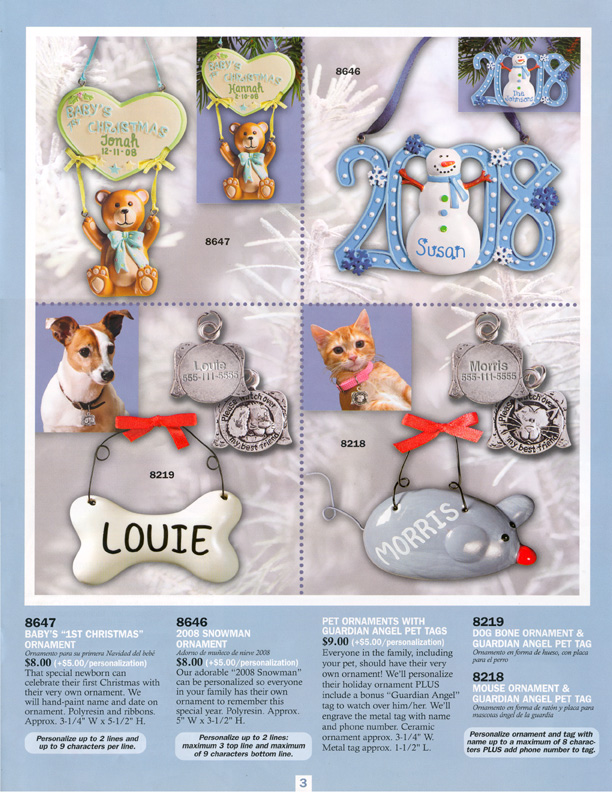 BABY'S
1ST
CHRISTMAS
Jonah
12-11-08
BABY'S
1ST
CHRISTMAS
Hannah
2-10-08
8647
8646
2008
The
Johnsons
2008
Susan
Louie
555-111-5555
Please watch over
my best friend
8219
LOUIE
Morris
555-111-5555
Please watch over
my best friend
8218
MORRIS
8647
BABY'S "1ST CHRISTMAS"
ORNAMENT
Ornamento para su primera Navidad del bebé
$8.00 (+$5.00/personalization)
That special newborn can
celebrate their first Christmas with
their very own ornament. We
will hand-paint name and date on
ornament. Polyresin and ribbons.
Approx. 3-1/4" W x 5-1/2" H.
Personalize up to 2 lines and
up to 9 characters per line.
8646
2008 SNOWMAN
ORNAMENT
Adorno de muñeco de nieve 2008
$8.00 (+$5.00/personalization)
Our adorable "2008 Snowman"
can be personalized so everyone
in your family has their own
ornament to remember this
special year. Polyresin. Approx.
5" W x 3-1/2" H.
Personalize up to 2 lines:
maximum 3 top line and maximum
of 9 characters bottom line.
PET ORNAMENTS WITH
GUARDIAN ANGEL PET TAGS
$9.00 (+$5.00/personalization)
Everyone in the family, including
your pet, should have their very
own ornament! We'll personalize
their holiday ornament PLUS
include a bonus "Guardian Angel"
tag to watch over him/her. We'll
engrave the metal tag with name
and phone number. Ceramic
ornament approx. 3-1/4" W.
Metal tag approx. 1-1/2" L.
8219
DOG BONE ORNAMENT &
GUARDIAN ANGEL PET TAG
Ornamento en forma de hueso, con placa
para el perro
8218
MOUSE ORNAMENT &
GUARDIAN ANGEL PET TAG
Ornamento en forma de ratón y placa para
mascotas ángel de la guardia
Personalize ornament and tag with
name up to a maximum of 8 charac-
ters PLUS add phone number to tag.
3